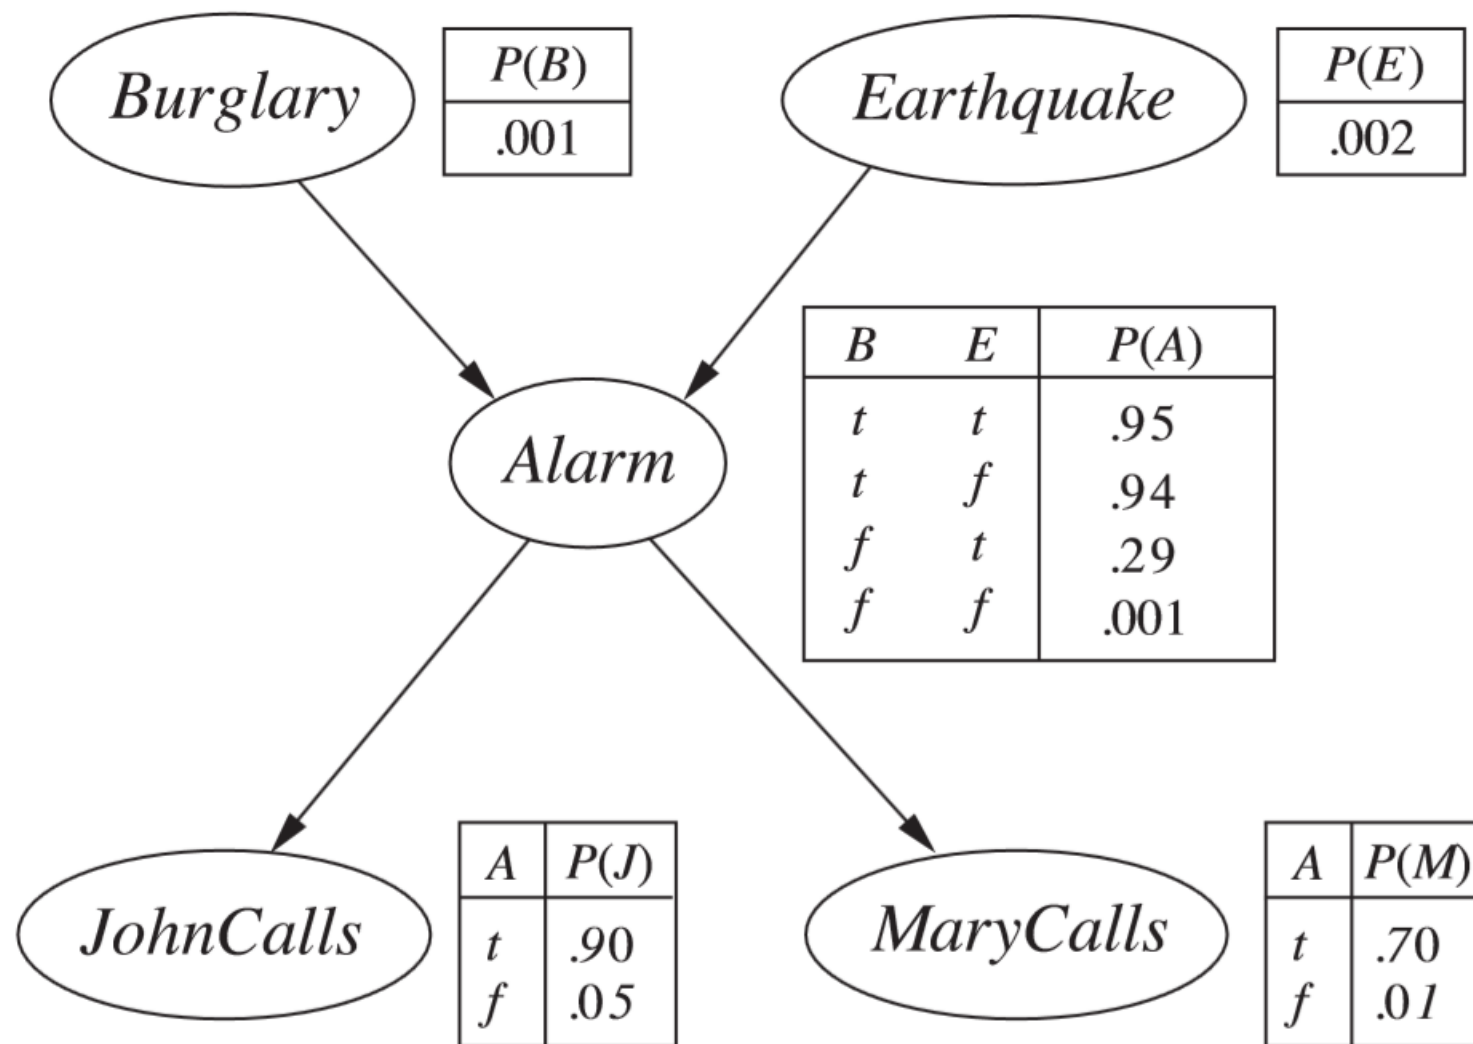 Burglary
P(B)
.001
Earthquake
P(E)
.002
B E P(A)
t t .95
t f .94
f t .29
f f .001
Alarm
JohnCalls
A P(J)
t .90
f .05
MaryCalls
A P(M)
t .70
f .01